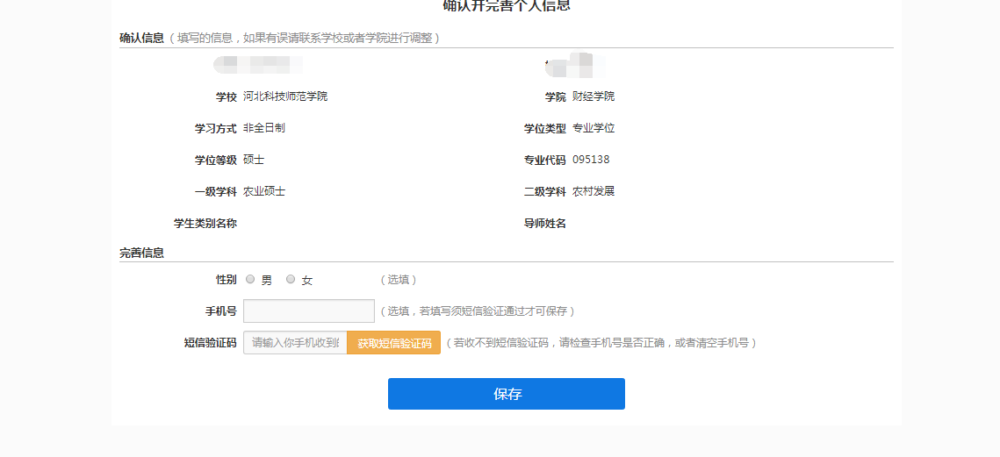 确认并完善个人信息
确认信息（填写的信息，如果有误请联系学校或者学院进行调整）
学校 河北科技师范学院 学院 财经学院
学习方式 非全日制 学位类型 专业学位
学位等级 硕士 专业代码 095138
一级学科 农业硕士 二级学科 农村发展
学生类别名称 导师姓名
完善信息
性别 男 女 （选填）
手机号 （选填，若填写须短信验证通过才可保存）
短信验证码 请输入你手机收到的 获取短信验证码 （若收不到短信验证码，请检查手机号是否正确，或者清空手机号）
保存